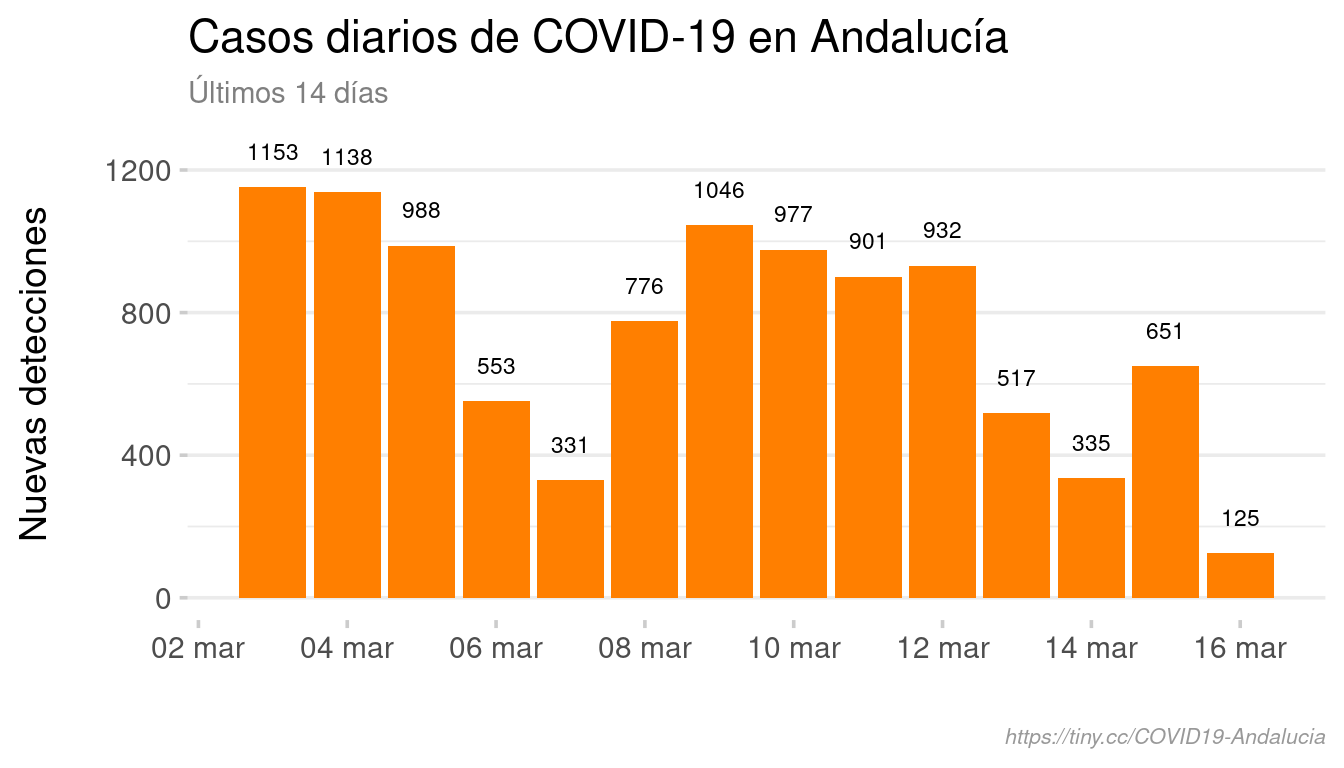 Casos diarios de COVID-19 en Andalucía
Últimos 14 días
Nuevas detecciones
1200
800
400
0
1153
1138
988
553
331
776
1046
977
901
932
517
335
651
125
02 mar
04 mar
06 mar
08 mar
10 mar
12 mar
14 mar
16 mar
https://tiny.cc/COVID19-Andalucia